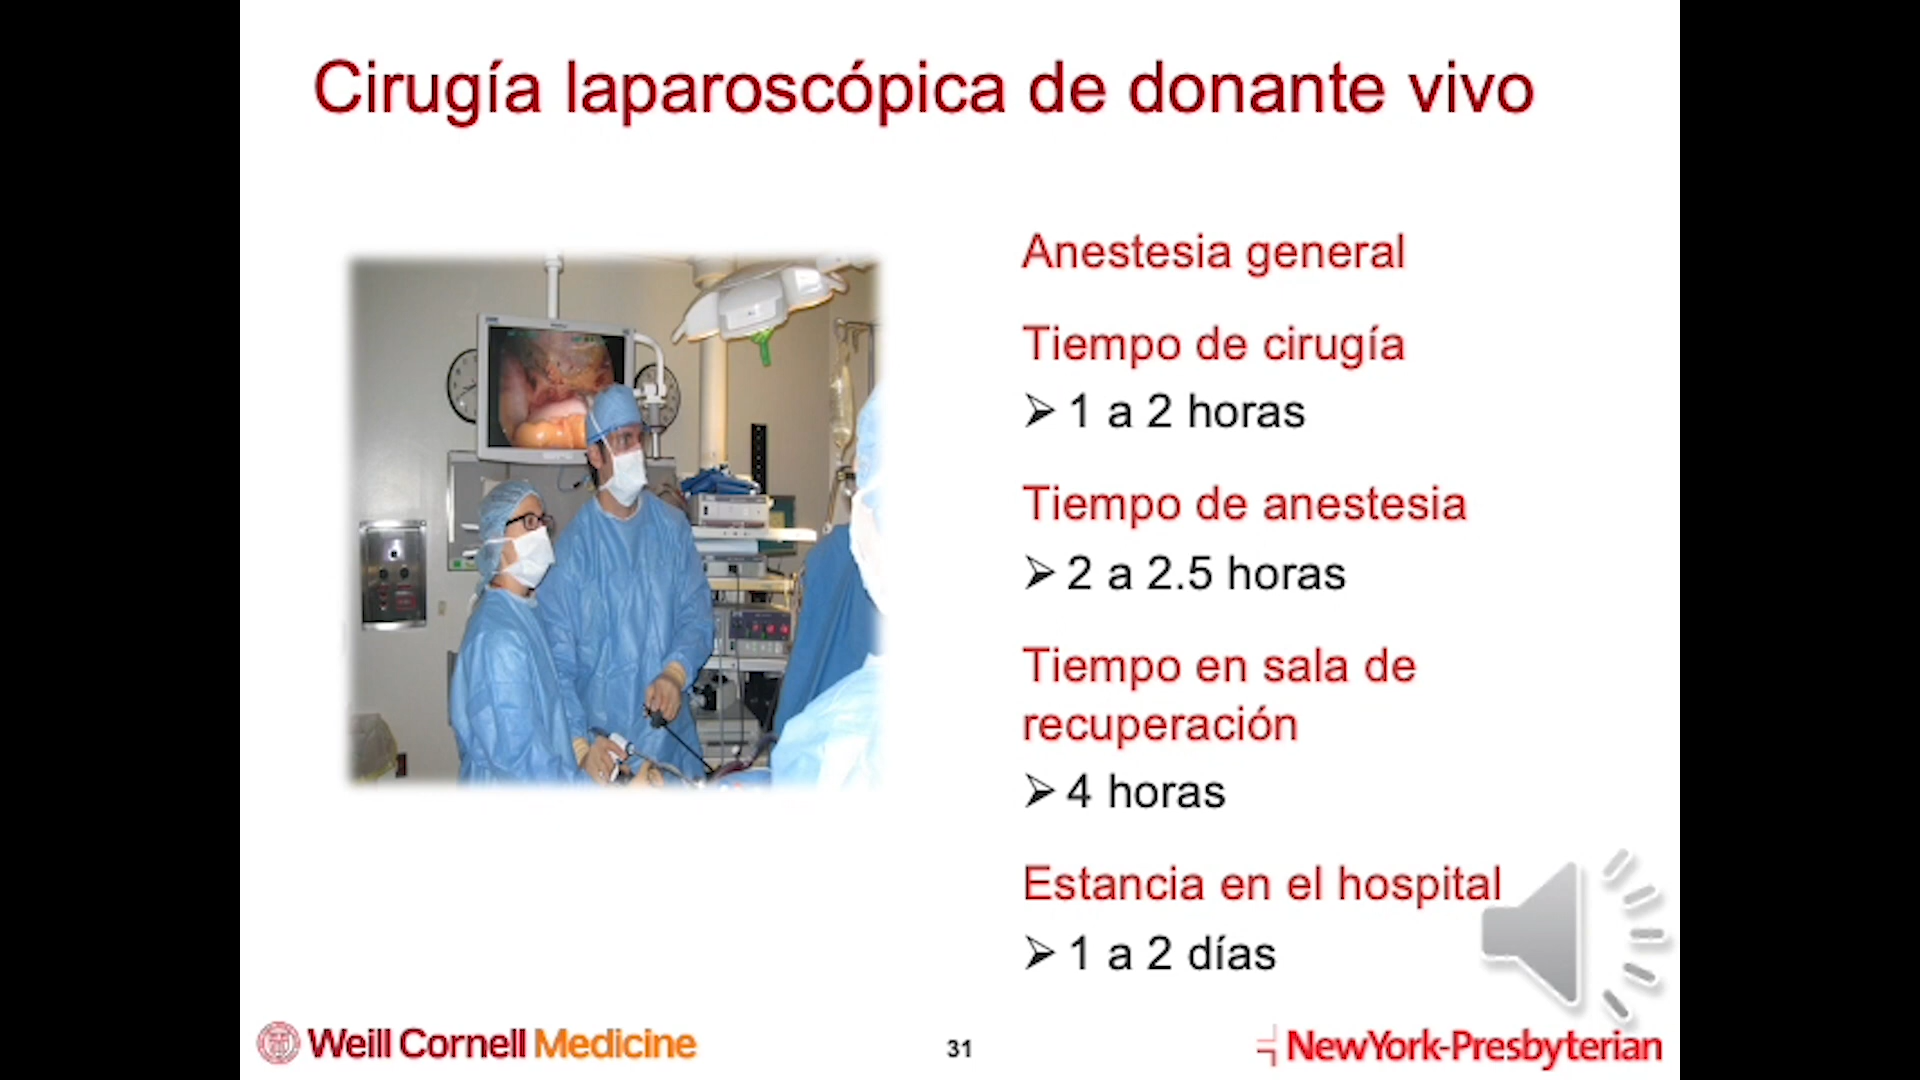 Cirugía laparoscópica de donante vivo
Anestesia general
Tiempo de cirugía
➢ 1 a 2 horas
Tiempo de anestesia
➢ 2 a 2.5 horas
Tiempo en sala de
recuperación
➢ 4 horas
Estancia en el hospital
➢ 1 a 2 días
Weill Cornell Medicine
31
NewYork-Presbyterian